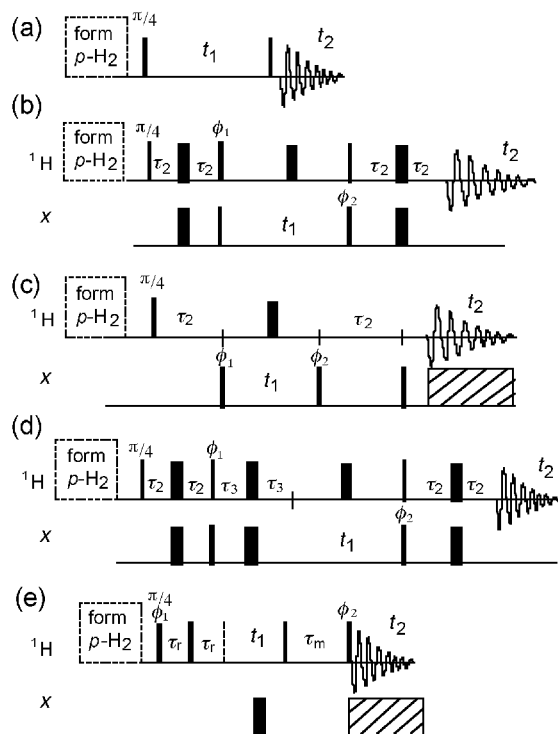 (a)
form p-H2
π/4
t1
t2
(b)
form p-H2
¹H
π/4
τ2
τ2
ϕ1
τ2
τ2
t2
x
t1
ϕ2
(c)
form p-H2
¹H
π/4
τ2
τ2
t2
x
ϕ1
t1
ϕ2
(d)
form p-H2
¹H
π/4
τ2
τ2
ϕ1
τ3
τ3
τ2
τ2
t2
x
t1
ϕ2
(e)
form p-H2
¹H
π/4
ϕ1
τr
τr
t1
τm
ϕ2
t2
x